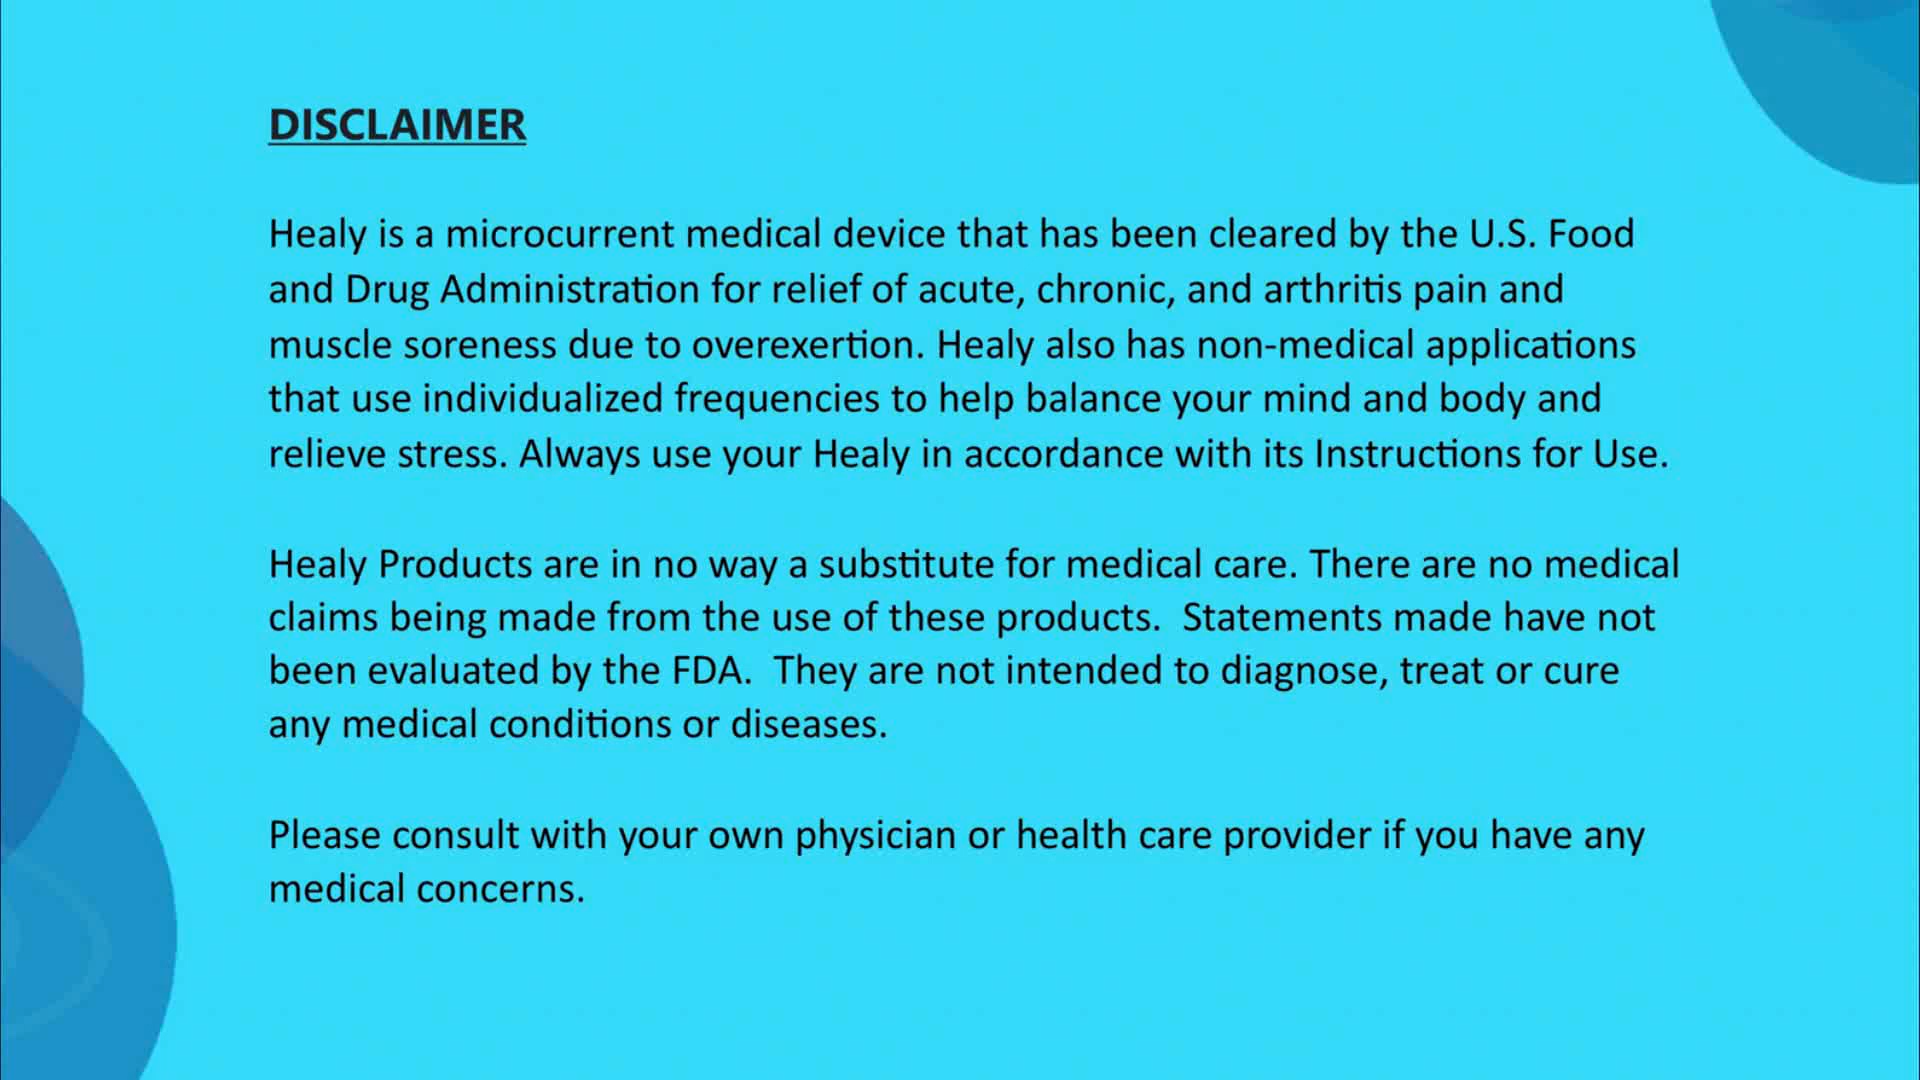 DISCLAIMER
Healy is a microcurrent medical device that has been cleared by the U.S. Food
and Drug Administration for relief of acute, chronic, and arthritis pain and
muscle soreness due to overexertion. Healy also has non-medical applications
that use individualized frequencies to help balance your mind and body and
relieve stress. Always use your Healy in accordance with its Instructions for Use.
Healy Products are in no way a substitute for medical care. There are no medical
claims being made from the use of these products.  Statements made have not
been evaluated by the FDA.  They are not intended to diagnose, treat or cure
any medical conditions or diseases.
Please consult with your own physician or health care provider if you have any
medical concerns.